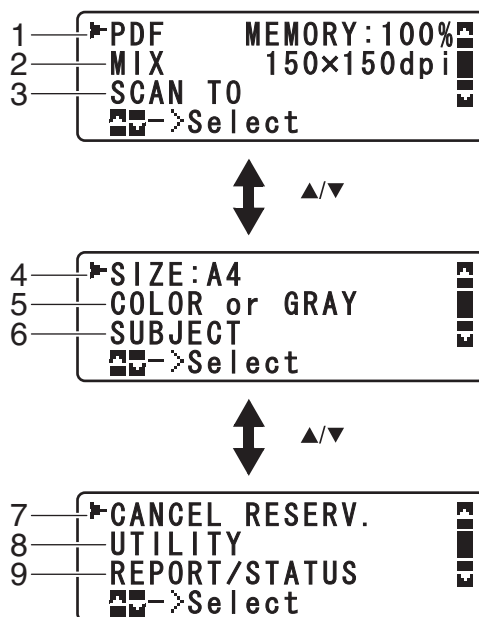 1 PDF MEMORY:100%
2 MIX 150×150dpi
3 SCAN TO
->Select
▲/▼
4 SIZE:A4
5 COLOR or GRAY
6 SUBJECT
->Select
▲/▼
7 CANCEL RESERV.
8 UTILITY
9 REPORT/STATUS
->Select